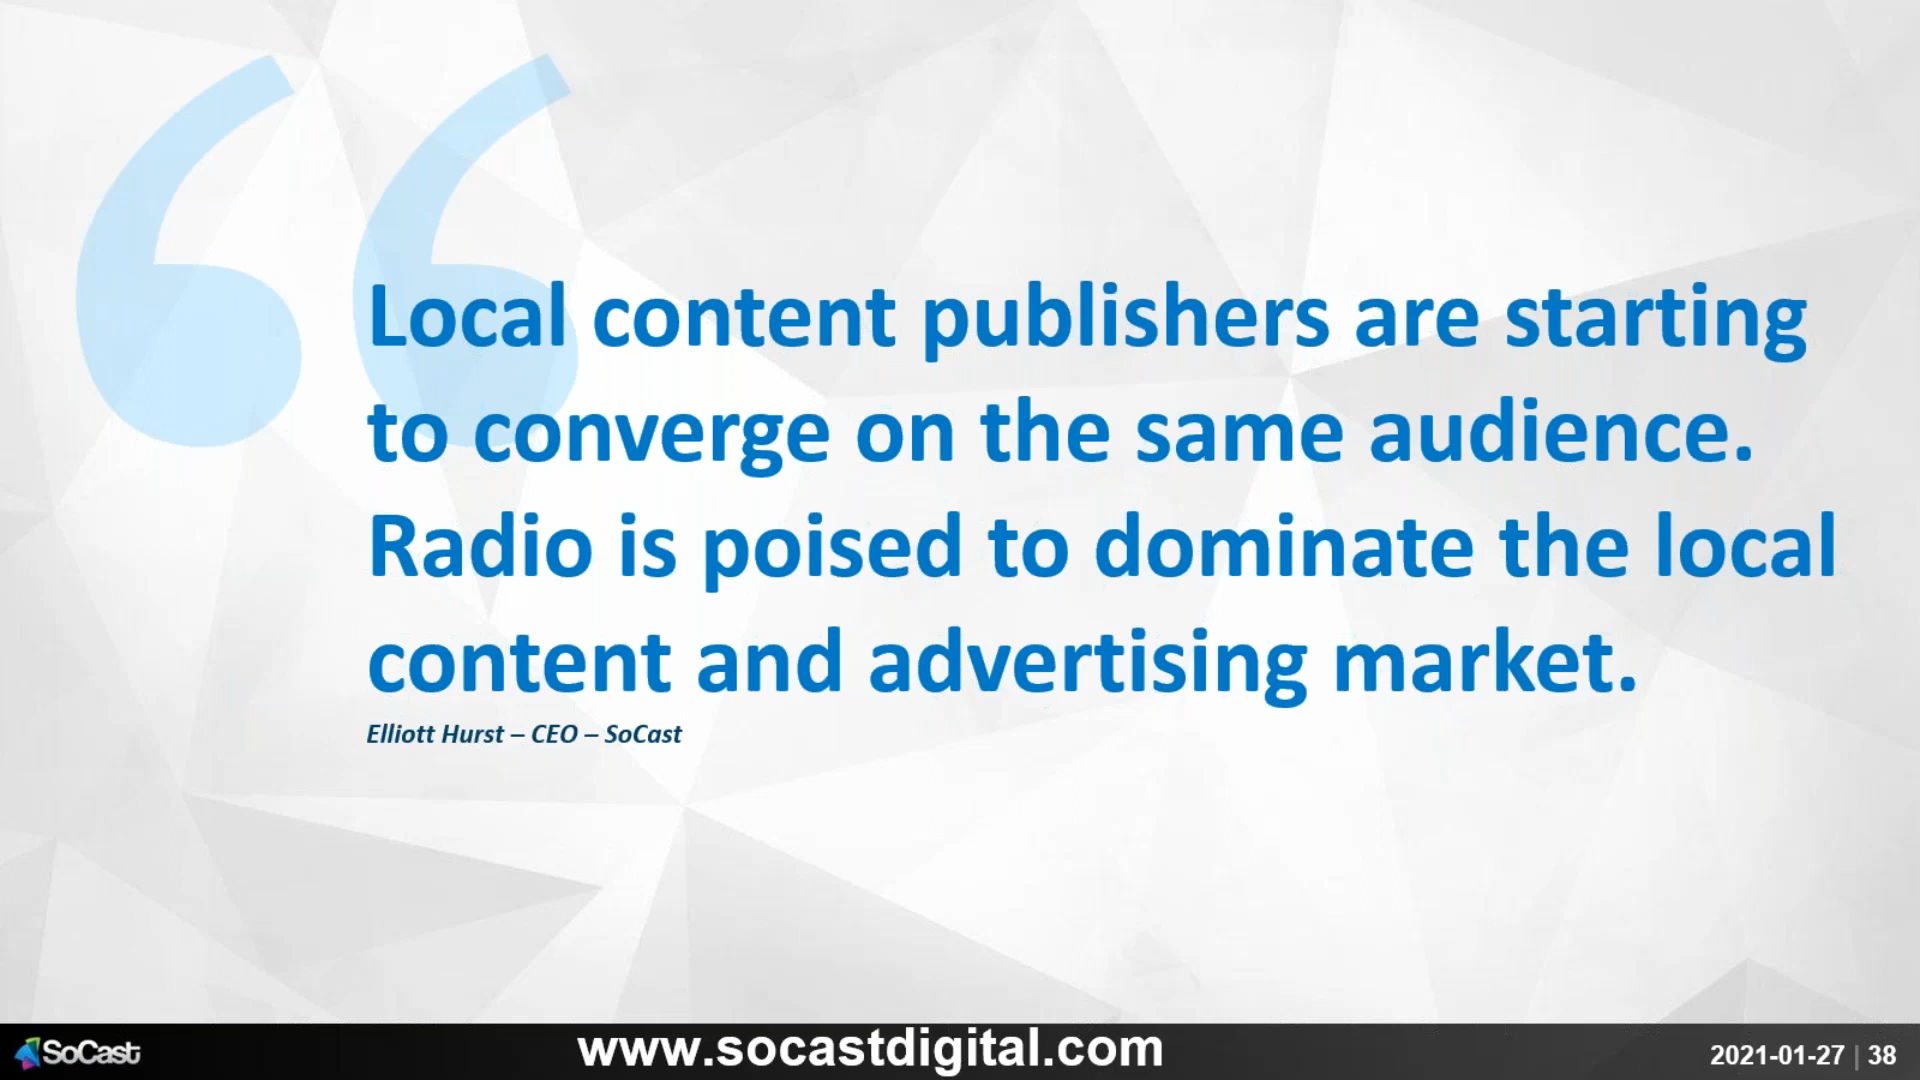 Local content publishers are starting
to converge on the same audience.
Radio is poised to dominate the local
content and advertising market.
Elliott Hurst – CEO – SoCast
SoCast
www.socastdigital.com
2021-01-27 | 38